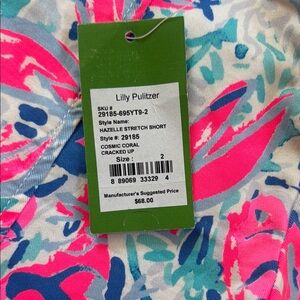 Lilly Pulitzer
SKU #
29185-695YT9-2
Style Name:
HAZELLE STRETCH SHORT
Style #: 29185
COSMIC CORAL
CRACKED UP
Size : 2
8 89069 33329 4
Manufacturer's Suggested Price
$68.00